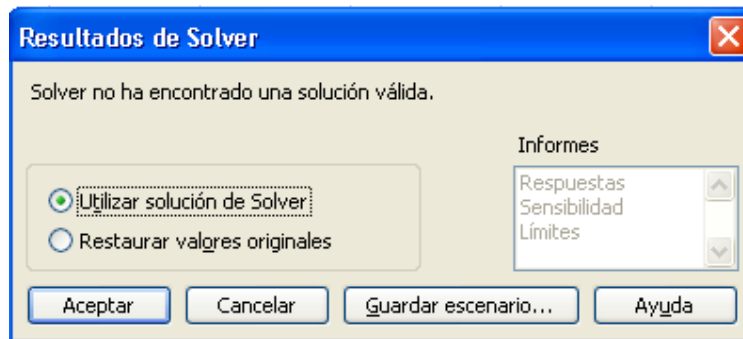 Resultados de Solver
Solver no ha encontrado una solución válida.
Informes
Respuestas
Sensibilidad
Límites
Utilizar solución de Solver
Restaurar valores originales
Aceptar
Cancelar
Guardar escenario...
Ayuda